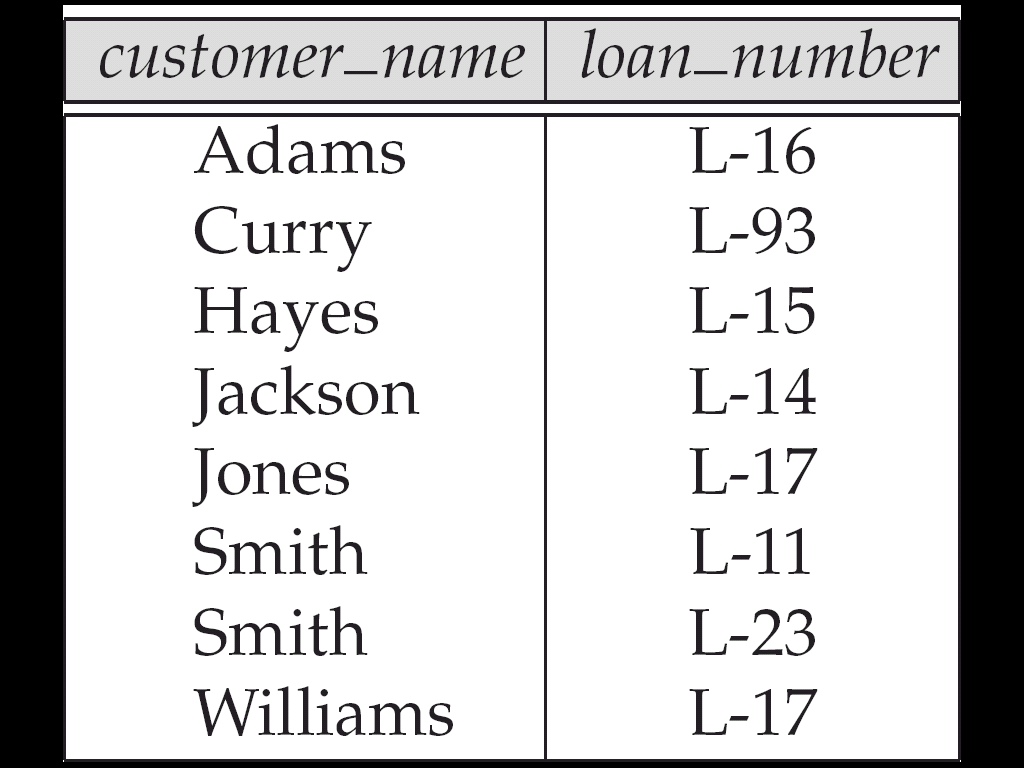 customer_name loan_number
Adams L-16
Curry L-93
Hayes L-15
Jackson L-14
Jones L-17
Smith L-11
Smith L-23
Williams L-17